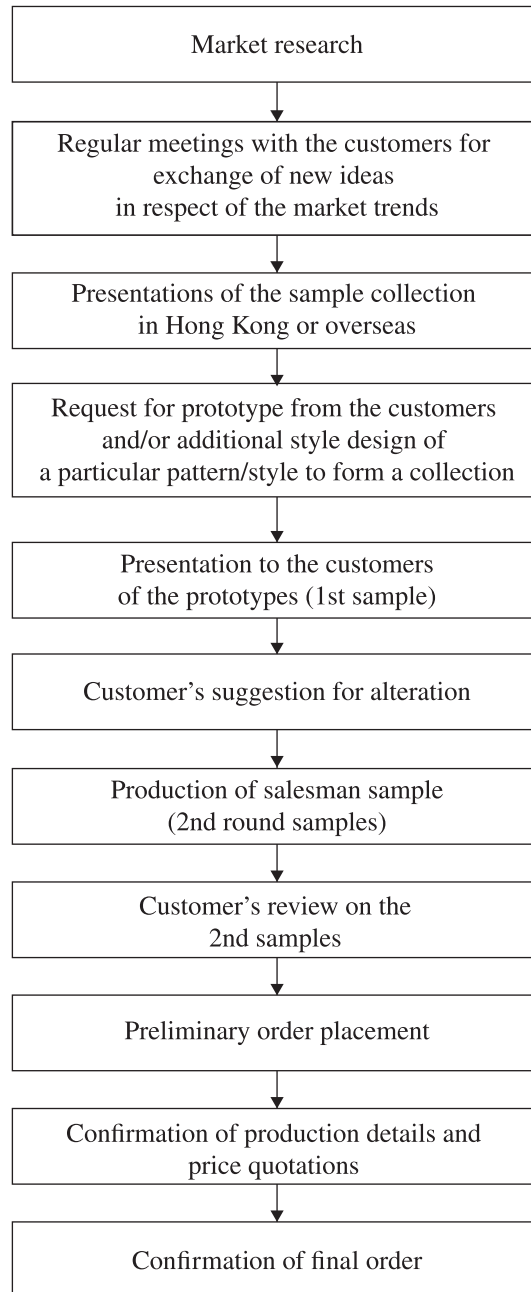 Market research
Regular meetings with the customers for
exchange of new ideas
in respect of the market trends
Presentations of the sample collection
in Hong Kong or overseas
Request for prototype from the customers
and/or additional style design of
a particular pattern/style to form a collection
Presentation to the customers
of the prototypes (1st sample)
Customer’s suggestion for alteration
Production of salesman sample
(2nd round samples)
Customer’s review on the
2nd samples
Preliminary order placement
Confirmation of production details and
price quotations
Confirmation of final order